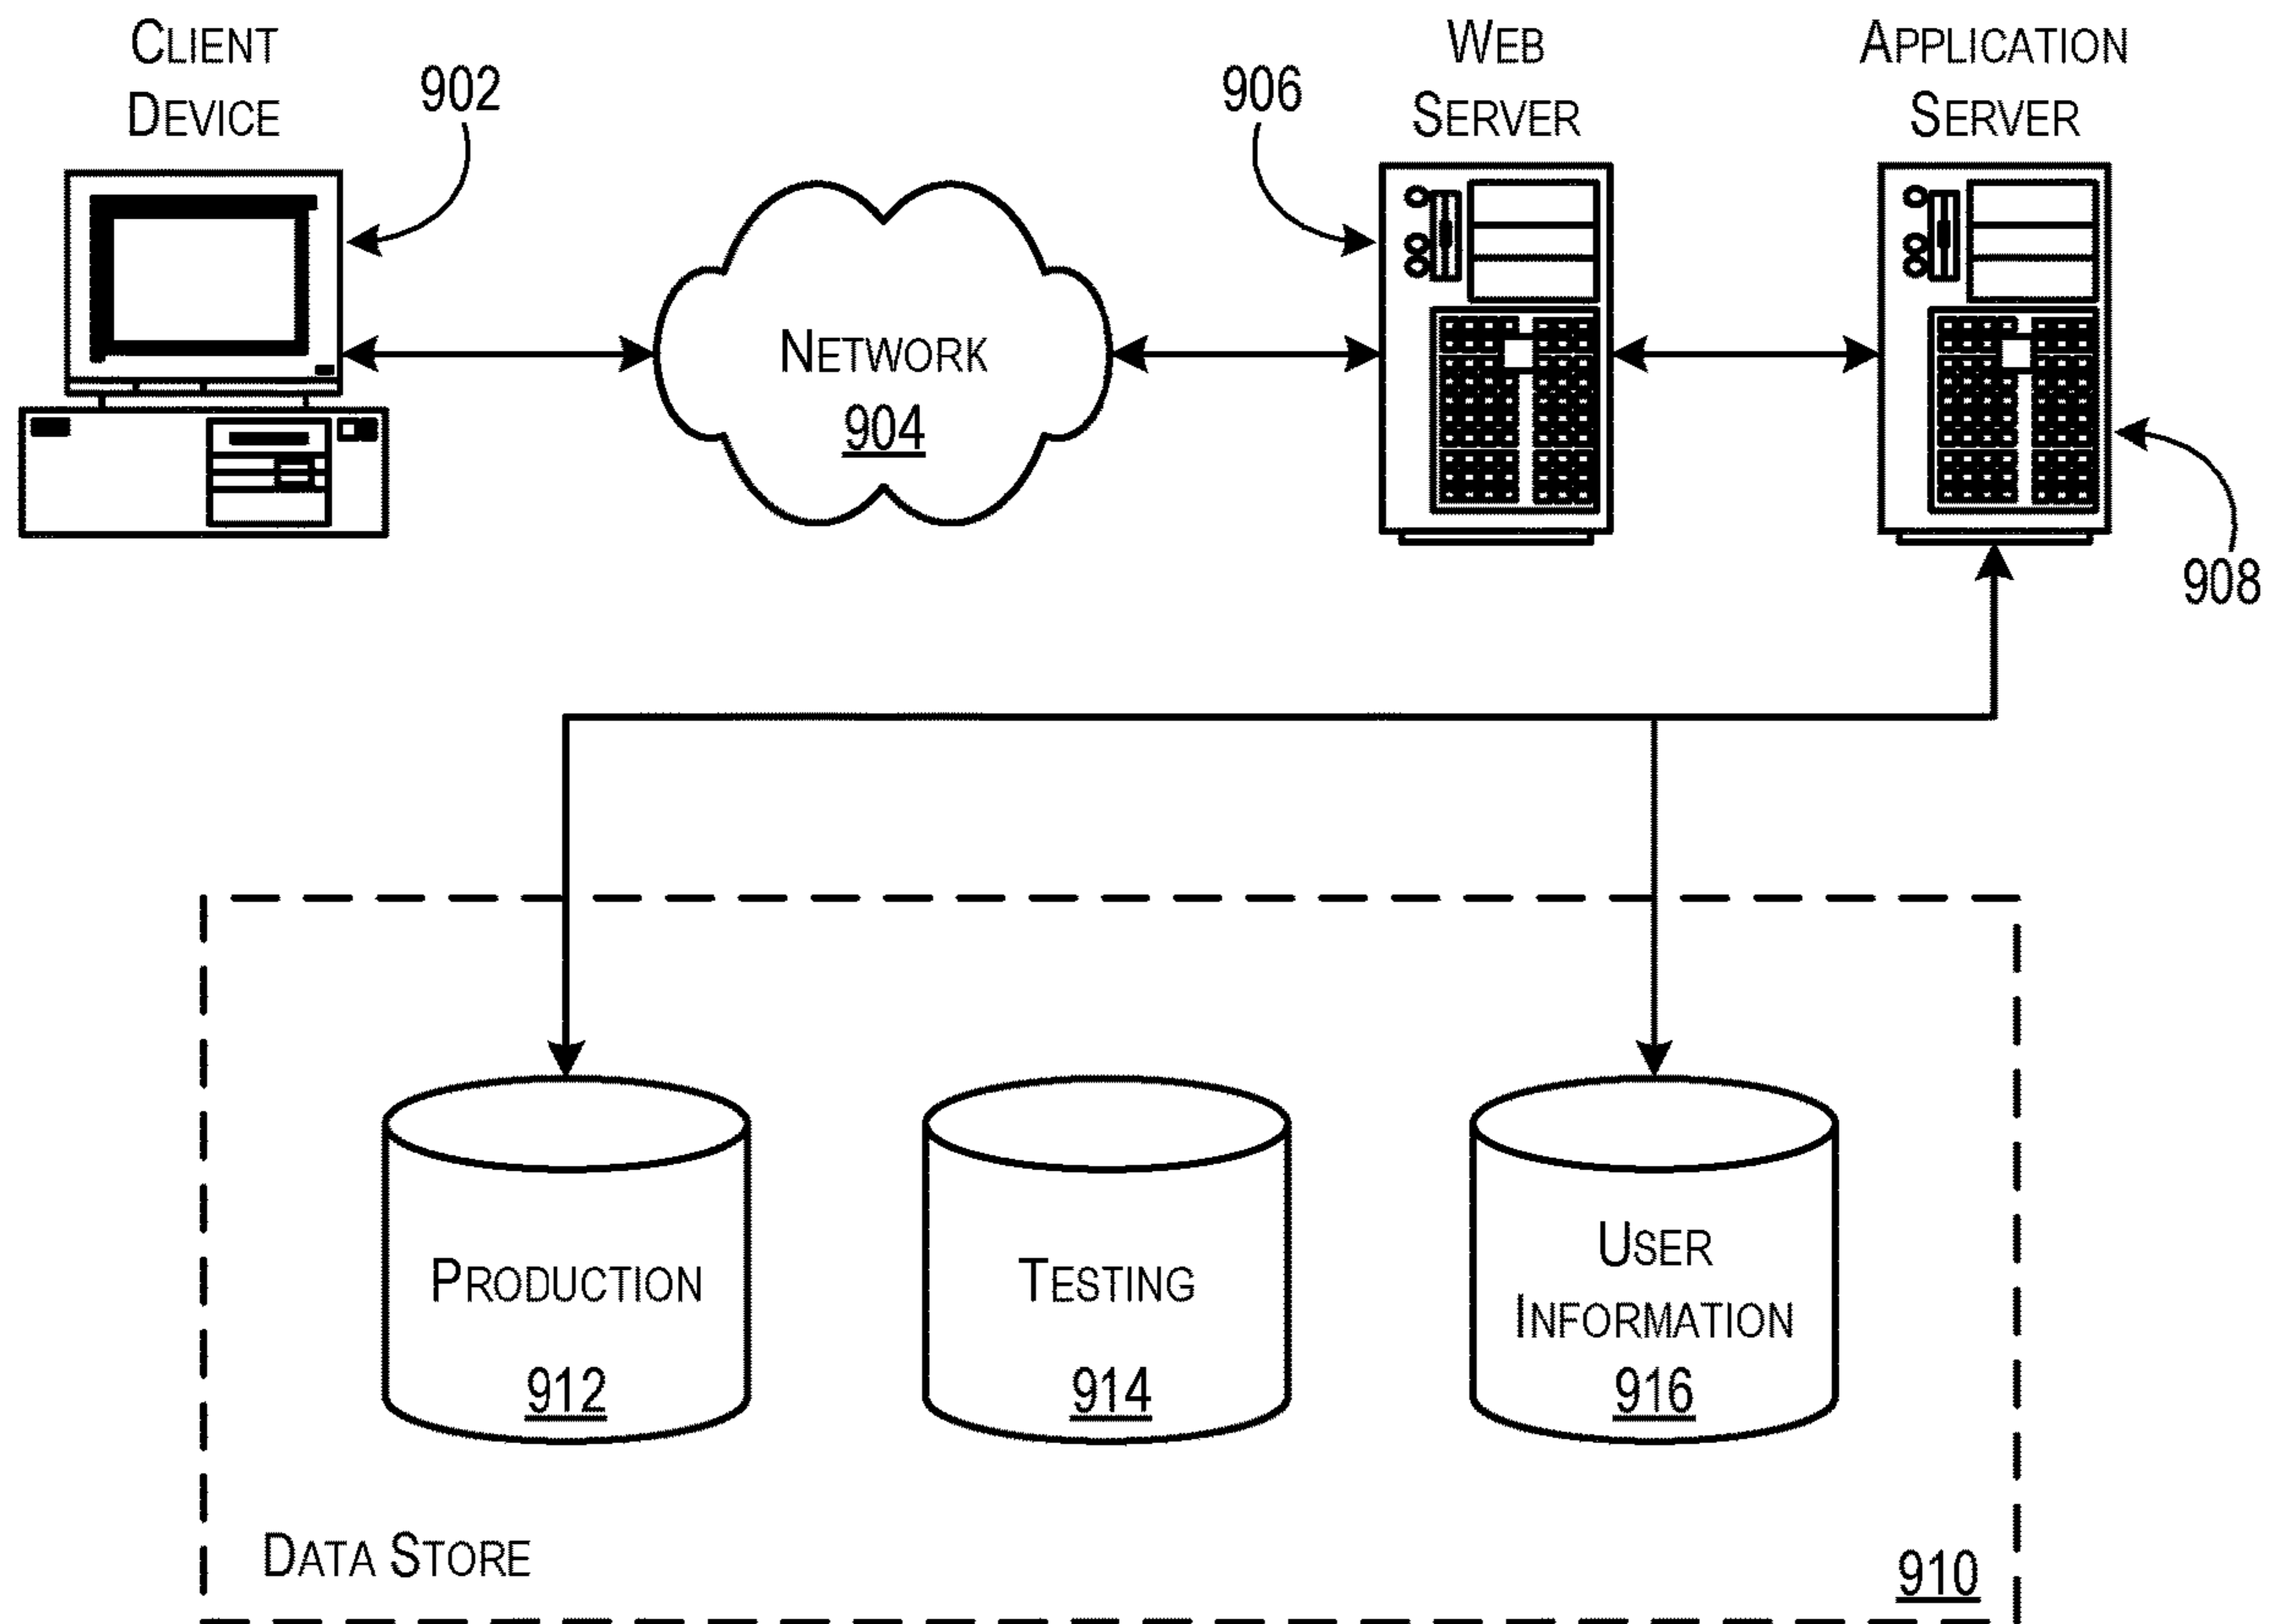 CLIENT
DEVICE
902
906
WEB
SERVER
APPLICATION
SERVER
NETWORK
904
908
PRODUCTION
912
TESTING
914
USER
INFORMATION
916
DATA STORE
910